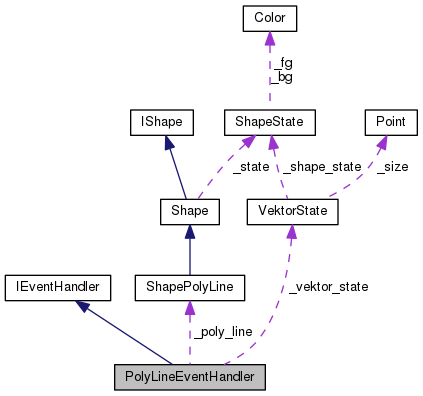 Color
_fg
_bg
IShape
ShapeState
Point
_state
_shape_state
_size
Shape
VektorState
IEventHandler
ShapePolyLine
_vektor_state
_poly_line
PolyLineEventHandler